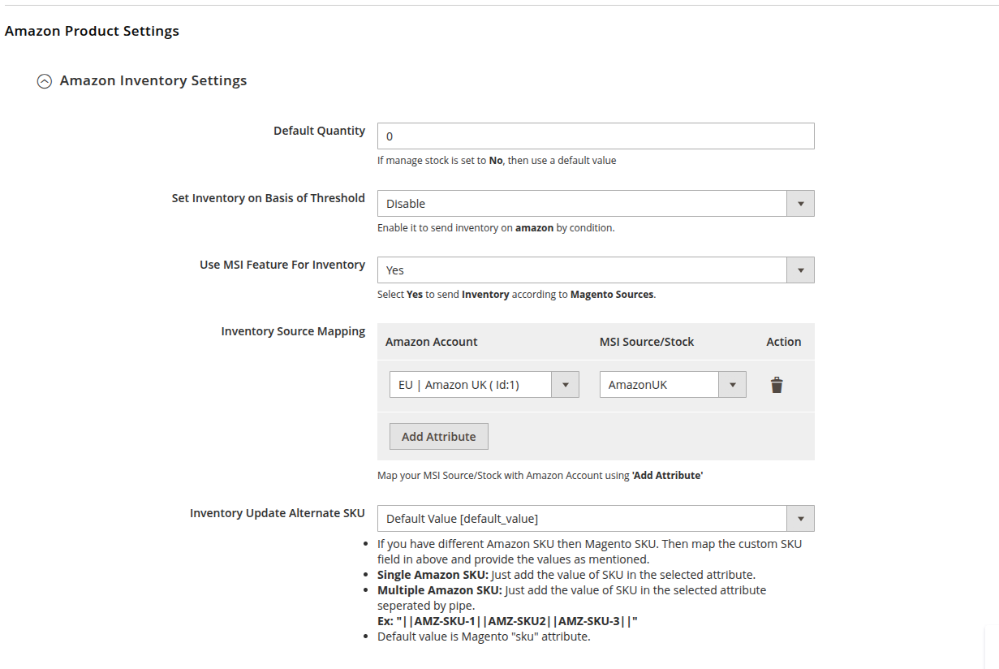 Amazon Product Settings
Amazon Inventory Settings
Default Quantity
0
If manage stock is set to No, then use a default value
Set Inventory on Basis of Threshold
Disable
Enable it to send inventory on amazon by condition.
Use MSI Feature For Inventory
Yes
Select Yes to send Inventory according to Magento Sources.
Inventory Source Mapping
Amazon Account MSI Source/Stock Action
EU | Amazon UK ( Id:1) AmazonUK
Add Attribute
Map your MSI Source/Stock with Amazon Account using 'Add Attribute'
Inventory Update Alternate SKU
Default Value [default_value]
• If you have different Amazon SKU then Magento SKU. Then map the custom SKU
field in above and provide the values as mentioned.
• Single Amazon SKU: Just add the value of SKU in the selected attribute.
• Multiple Amazon SKU: Just add the value of SKU in the selected attribute
seperated by pipe.
Ex: "||AMZ-SKU-1||AMZ-SKU2||AMZ-SKU-3||"
• Default value is Magento "sku" attribute.